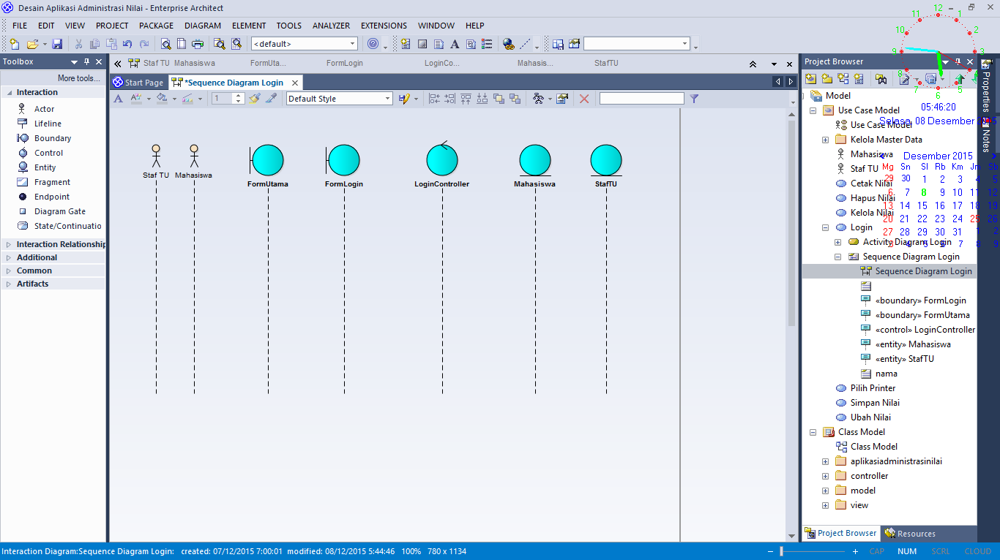 Desain Aplikasi Administrasi Nilai - Enterprise Architect
FILE EDIT VIEW PROJECT PACKAGE DIAGRAM ELEMENT TOOLS ANALYZER EXTENSIONS WINDOW HELP
<default>
Toolbox
More tools...
Interaction
Actor
Lifeline
Boundary
Control
Entity
Fragment
Endpoint
Diagram Gate
State/Continuatio
Interaction Relationship
Additional
Common
Artifacts
Staf TU Mahasiswa FormUta... FormLogin LoginCo... Mahasis... StafTU
Start Page *Sequence Diagram Login
1 Default Style
Staf TU Mahasiswa FormUtama FormLogin LoginController Mahasiswa StafTU
Project Browser
Model
Use Case Model
Use Case Model
Kelola Master Data
Mahasiswa
Staf TU
Cetak Nilai
Hapus Nilai
Kelola Nilai
Login
Activity Diagram Login
Sequence Diagram Login
Sequence Diagram Login
«boundary» FormLogin
«boundary» FormUtama
«control» LoginController
«entity» Mahasiswa
«entity» StafTU
nama
Pilih Printer
Simpan Nilai
Ubah Nilai
Class Model
Class Model
aplikasiadministrasinilai
controller
model
view
Project Browser Resources
Properties
Notes
12 1 2 3 5 6 7 8 9 10 11
05:46:20
Selasa, 08 Desember 2015
Desember 2015
Mg Sn Sl Rb Km Jm Sb
29 30 1 2 3 4 5
6 7 8 9 10 11 12
13 14 15 16 17 18 19
20 21 22 23 24 25 26
27 28 29 30 31 1 2
3 4 5 6 7 8 9
Interaction Diagram:Sequence Diagram Login: created: 07/12/2015 7:00:01 modified: 08/12/2015 5:44:46 100% 780 x 1134
CAP NUM SCRL CLOUD